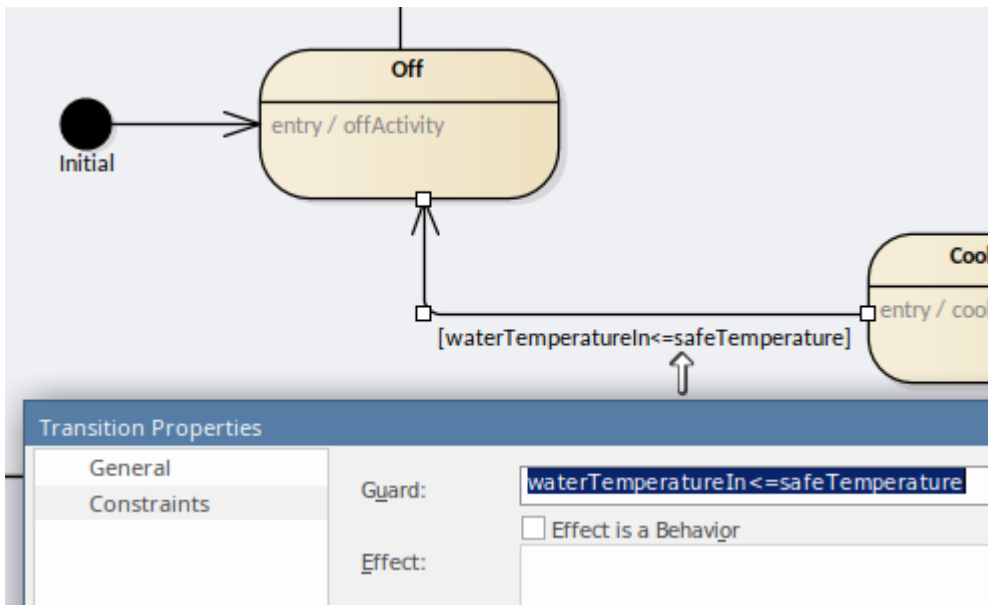 Off
entry / offActivity
Initial
Cool
entry / cool
[waterTemperatureIn<=safeTemperature]
Transition Properties
General
Constraints
Guard:
waterTemperatureIn<=safeTemperature
Effect is a Behavior
Effect: